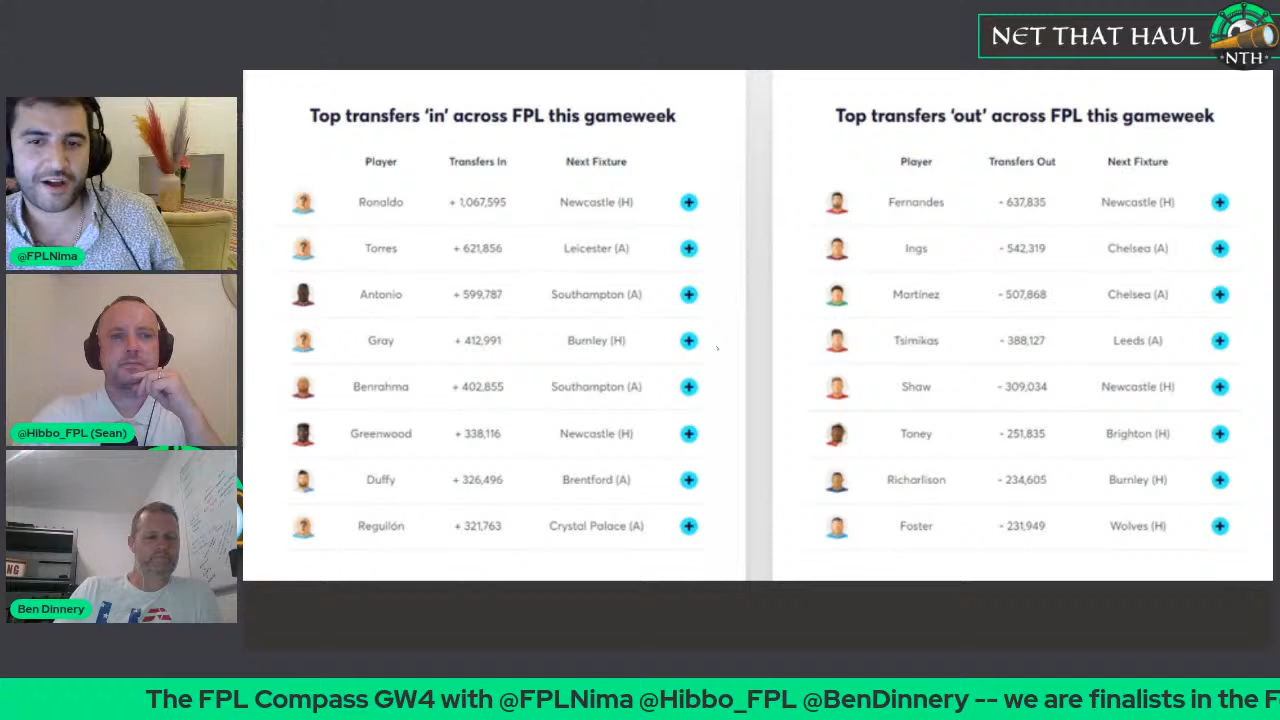 NET THAT HAUL
NTH
Top transfers ‘in’ across FPL this gameweek
Player Transfers In Next Fixture
Ronaldo + 1,067,595 Newcastle (H)
Torres + 621,856 Leicester (A)
Antonio + 599,787 Southampton (A)
Gray + 412,991 Burnley (H)
Benrahma + 402,855 Southampton (A)
Greenwood + 338,116 Newcastle (H)
Duffy + 326,496 Brentford (A)
Reguilón + 321,763 Crystal Palace (A)
Top transfers ‘out’ across FPL this gameweek
Player Transfers Out Next Fixture
Fernandes - 637,835 Newcastle (H)
Ings - 542,319 Chelsea (A)
Martínez - 507,868 Chelsea (A)
Tsimikas - 388,127 Leeds (A)
Shaw - 309,034 Newcastle (H)
Toney - 251,835 Brighton (H)
Richarlison - 234,605 Burnley (H)
Foster - 231,949 Wolves (H)
@FPLNima
@Hibbo_FPL (Sean)
Ben Dinnery
The FPL Compass GW4 with @FPLNima @Hibbo_FPL @BenDinnery -- we are finalists in the F